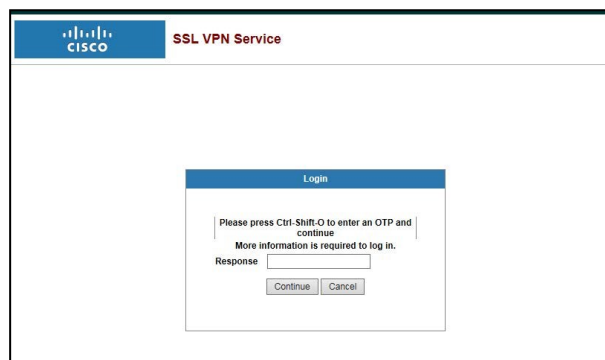 CISCO
SSL VPN Service
Login
Please press Ctrl-Shift-O to enter an OTP and
continue
More information is required to log in.
Response
Continue Cancel